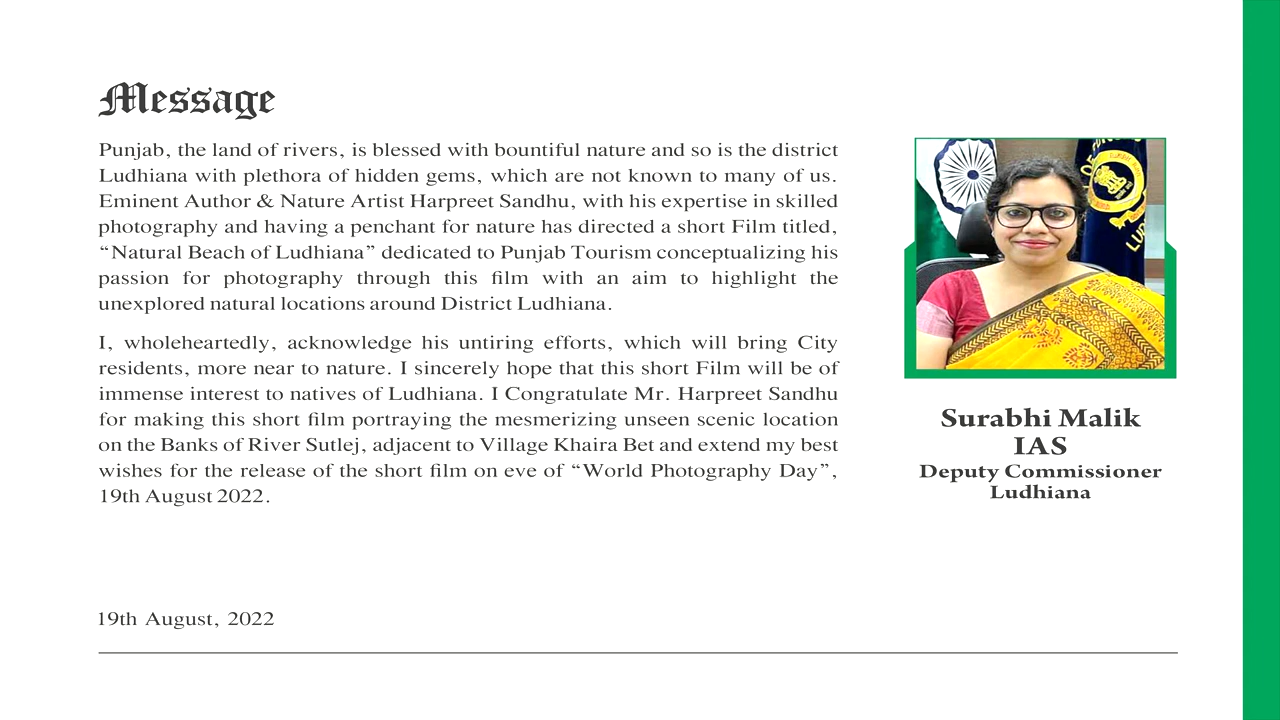 Message
Punjab, the land of rivers, is blessed with bountiful nature and so is the district
Ludhiana with plethora of hidden gems, which are not known to many of us.
Eminent Author & Nature Artist Harpreet Sandhu, with his expertise in skilled
photography and having a penchant for nature has directed a short Film titled,
“Natural Beach of Ludhiana” dedicated to Punjab Tourism conceptualizing his
passion for photography through this film with an aim to highlight the
unexplored natural locations around District Ludhiana.
I, wholeheartedly, acknowledge his untiring efforts, which will bring City
residents, more near to nature. I sincerely hope that this short Film will be of
immense interest to natives of Ludhiana. I Congratulate Mr. Harpreet Sandhu
for making this short film portraying the mesmerizing unseen scenic location
on the Banks of River Sutlej, adjacent to Village Khaira Bet and extend my best
wishes for the release of the short film on eve of “World Photography Day”,
19th August 2022.
19th August, 2022
Surabhi Malik
IAS
Deputy Commissioner
Ludhiana